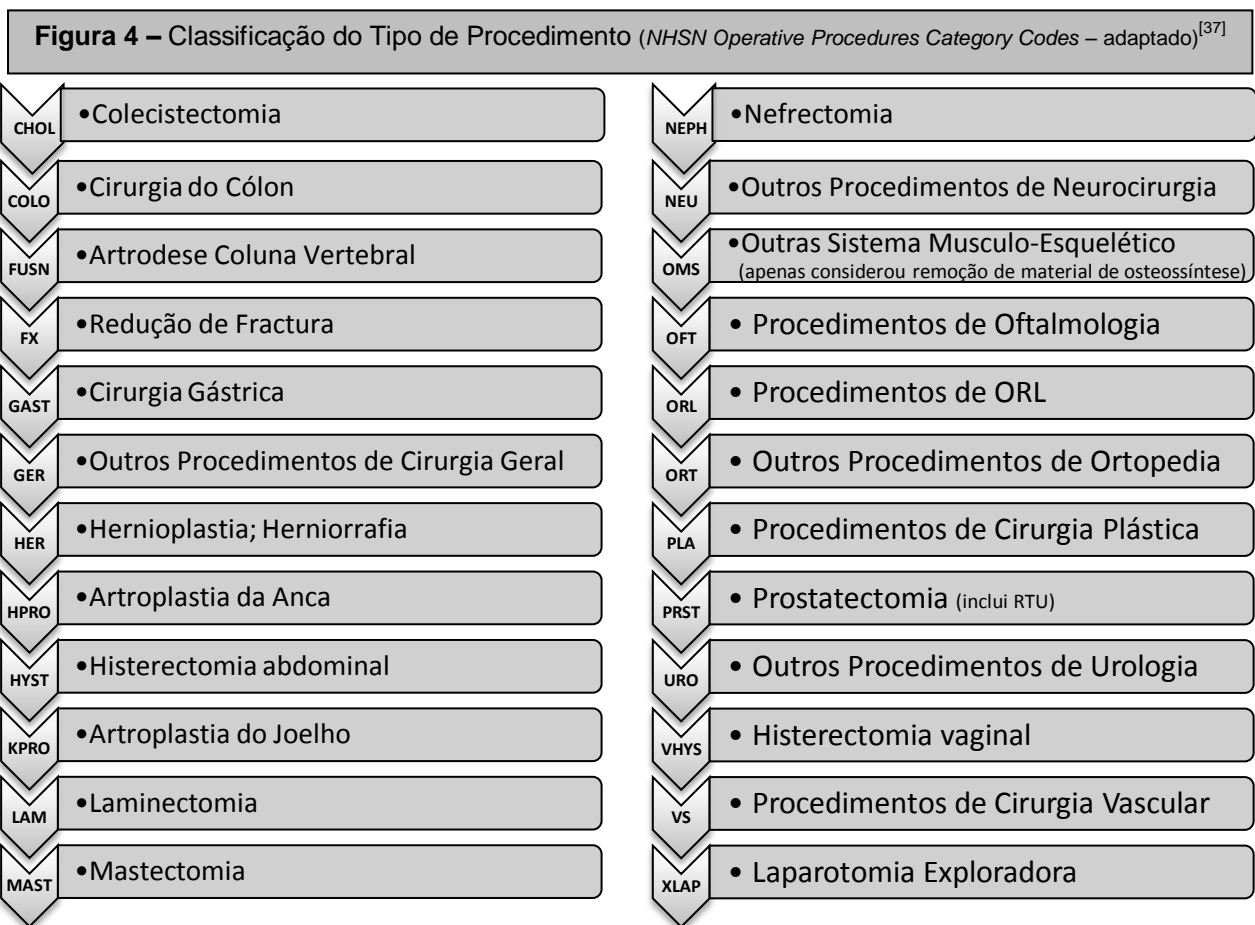 Figura 4 – Classificação do Tipo de Procedimento (NHSN Operative Procedures Category Codes – adaptado)[37]
CHOL •Colecistectomia
COLO •Cirurgia do Cólon
FUSN •Artrodese Coluna Vertebral
FX •Redução de Fractura
GAST •Cirurgia Gástrica
GER •Outros Procedimentos de Cirurgia Geral
HER •Hernioplastia; Herniorrafia
HPRO •Artroplastia da Anca
HYST •Histerectomia abdominal
KPRO •Artroplastia do Joelho
LAM •Laminectomia
MAST •Mastectomia
NEPH •Nefrectomia
NEU •Outros Procedimentos de Neurocirurgia
OMS •Outras Sistema Musculo-Esquelético
(apenas considerou remoção de material de osteossíntese)
OFT • Procedimentos de Oftalmologia
ORL • Procedimentos de ORL
ORT • Outros Procedimentos de Ortopedia
PLA • Procedimentos de Cirurgia Plástica
PRST • Prostatectomia (inclui RTU)
URO • Outros Procedimentos de Urologia
VHYS • Histerectomia vaginal
VS • Procedimentos de Cirurgia Vascular
XLAP • Laparotomia Exploradora